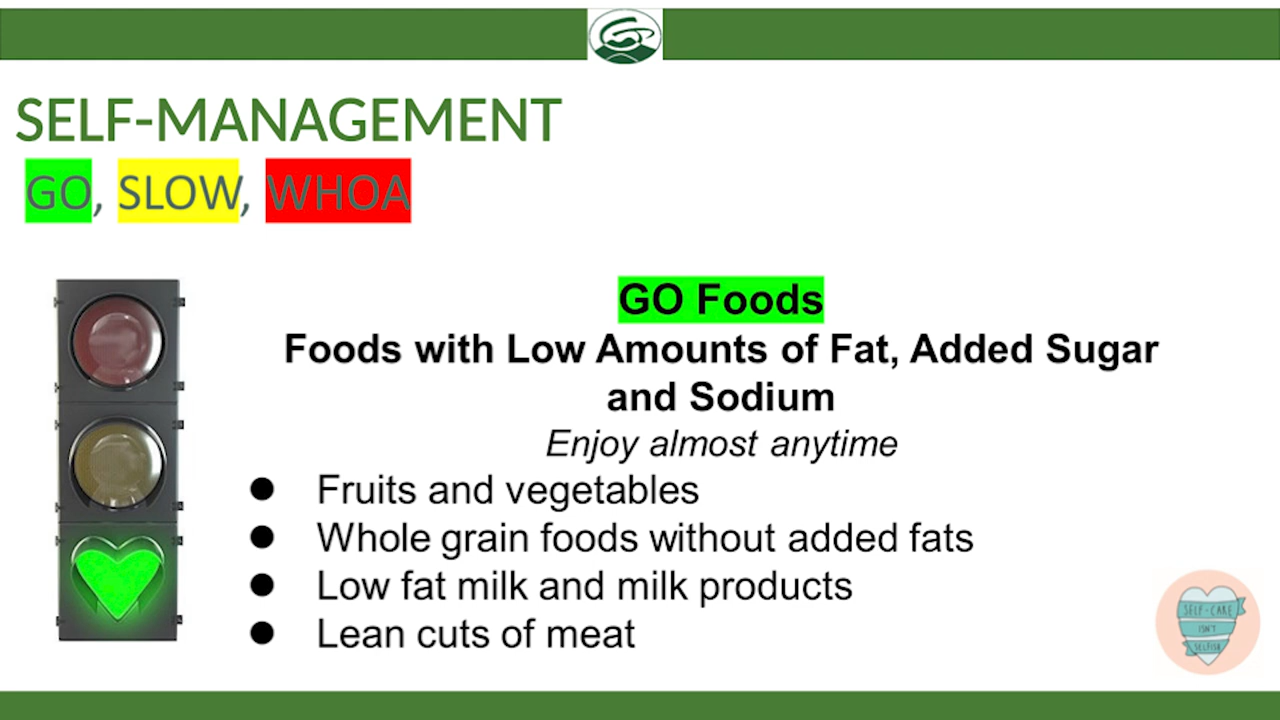 SELF-MANAGEMENT
GO, SLOW, WHOA
GO Foods
Foods with Low Amounts of Fat, Added Sugar
and Sodium
Enjoy almost anytime
● Fruits and vegetables
● Whole grain foods without added fats
● Low fat milk and milk products
● Lean cuts of meat
SELF-CARE
ISN'T
SELFISH